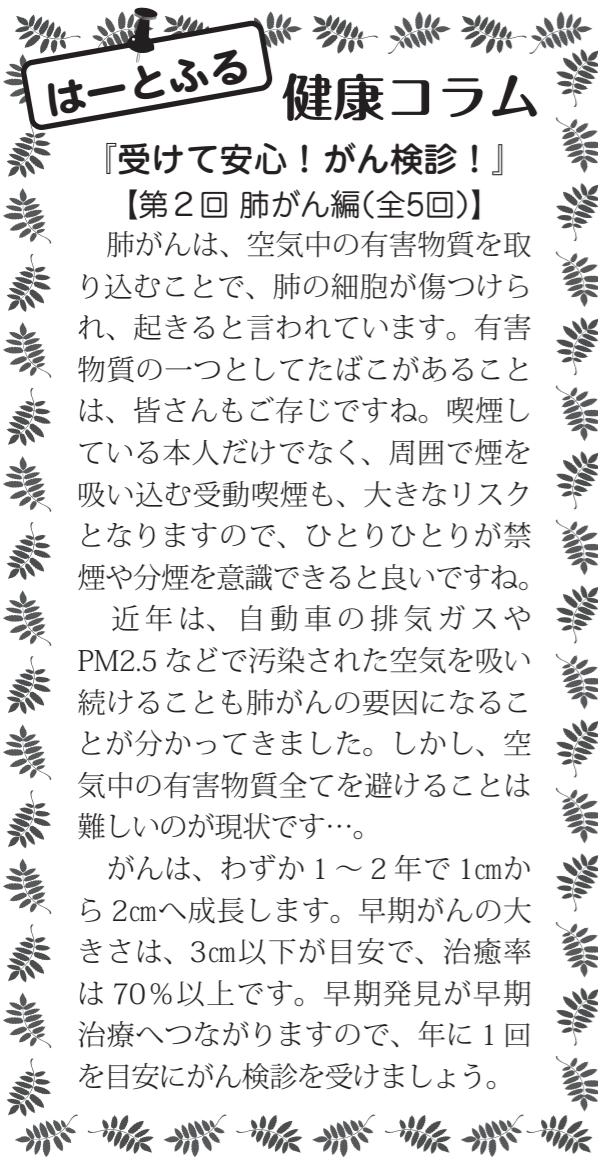 はーとふる
健康コラム
『受けて安心！がん検診！』
【第２回 肺がん編（全5回）】
　肺がんは、空気中の有害物質を取
り込むことで、肺の細胞が傷つけら
れ、起きると言われています。有害
物質の一つとしてたばこがあること
は、皆さんもご存じですね。喫煙し
ている本人だけでなく、周囲で煙を
吸い込む受動喫煙も、大きなリスク
となりますので、ひとりひとりが禁
煙や分煙を意識できると良いですね。
　近年は、自動車の排気ガスや
PM2.5 などで汚染された空気を吸い
続けることも肺がんの要因になるこ
とが分かってきました。しかし、空
気中の有害物質全てを避けることは
難しいのが現状です…。
　がんは、わずか 1 ～ 2 年で 1㎝か
ら 2㎝へ成長します。早期がんの大
きさは、3㎝以下が目安で、治癒率
は 70％以上です。早期発見が早期
治療へつながりますので、年に 1 回
を目安にがん検診を受けましょう。